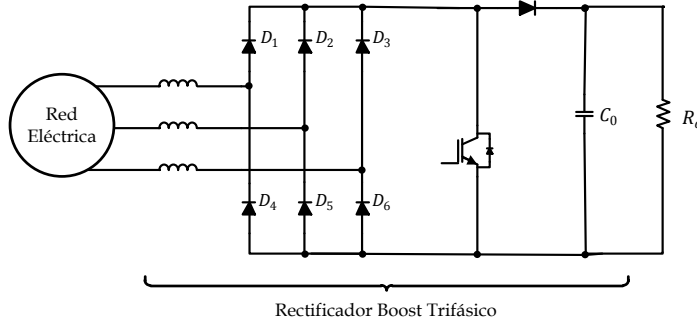 D₁
D₂
D₃
Red
Eléctrica
C₀
D₄
D₅
D₆
Rectificador Boost Trifásico